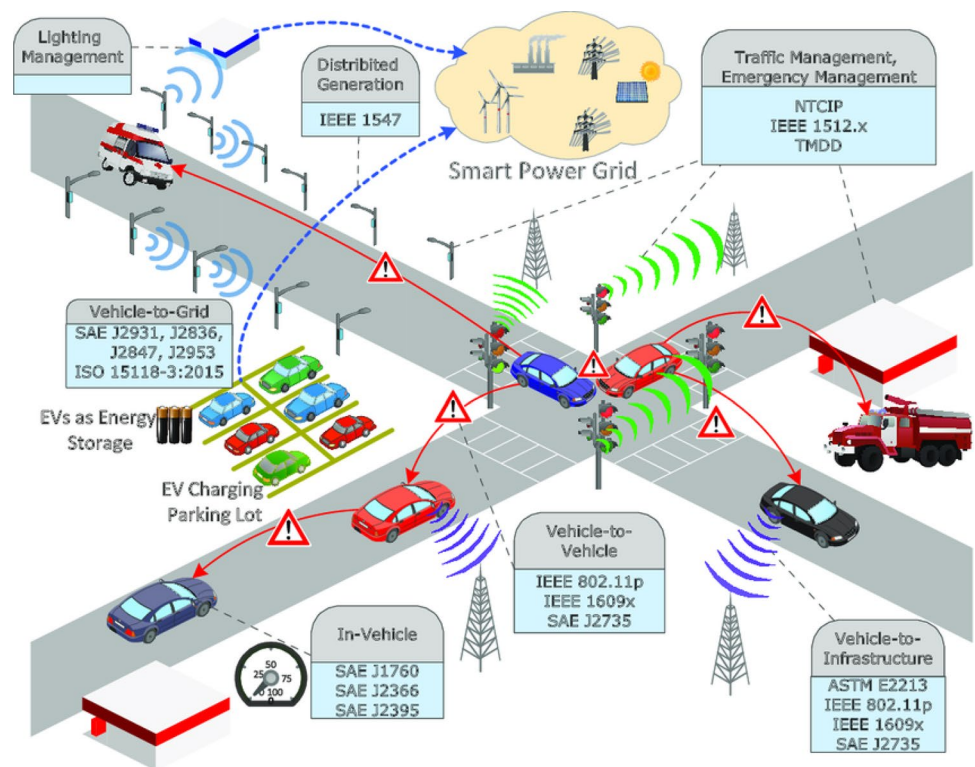 Lighting
Management
Distribited
Generation
IEEE 1547
Smart Power Grid
Traffic Management,
Emergency Management
NTCIP
IEEE 1512.x
TMDD
Vehicle-to-Grid
SAE J2931, J2836,
J2847, J2953
ISO 15118-3:2015
EVs as Energy
Storage
EV Charging
Parking Lot
Vehicle-to-
Vehicle
IEEE 802.11p
IEEE 1609x
SAE J2735
In-Vehicle
SAE J1760
SAE J2366
SAE J2395
0 25 50 75 100
Vehicle-to-
Infrastructure
ASTM E2213
IEEE 802.11p
IEEE 1609x
SAE J2735